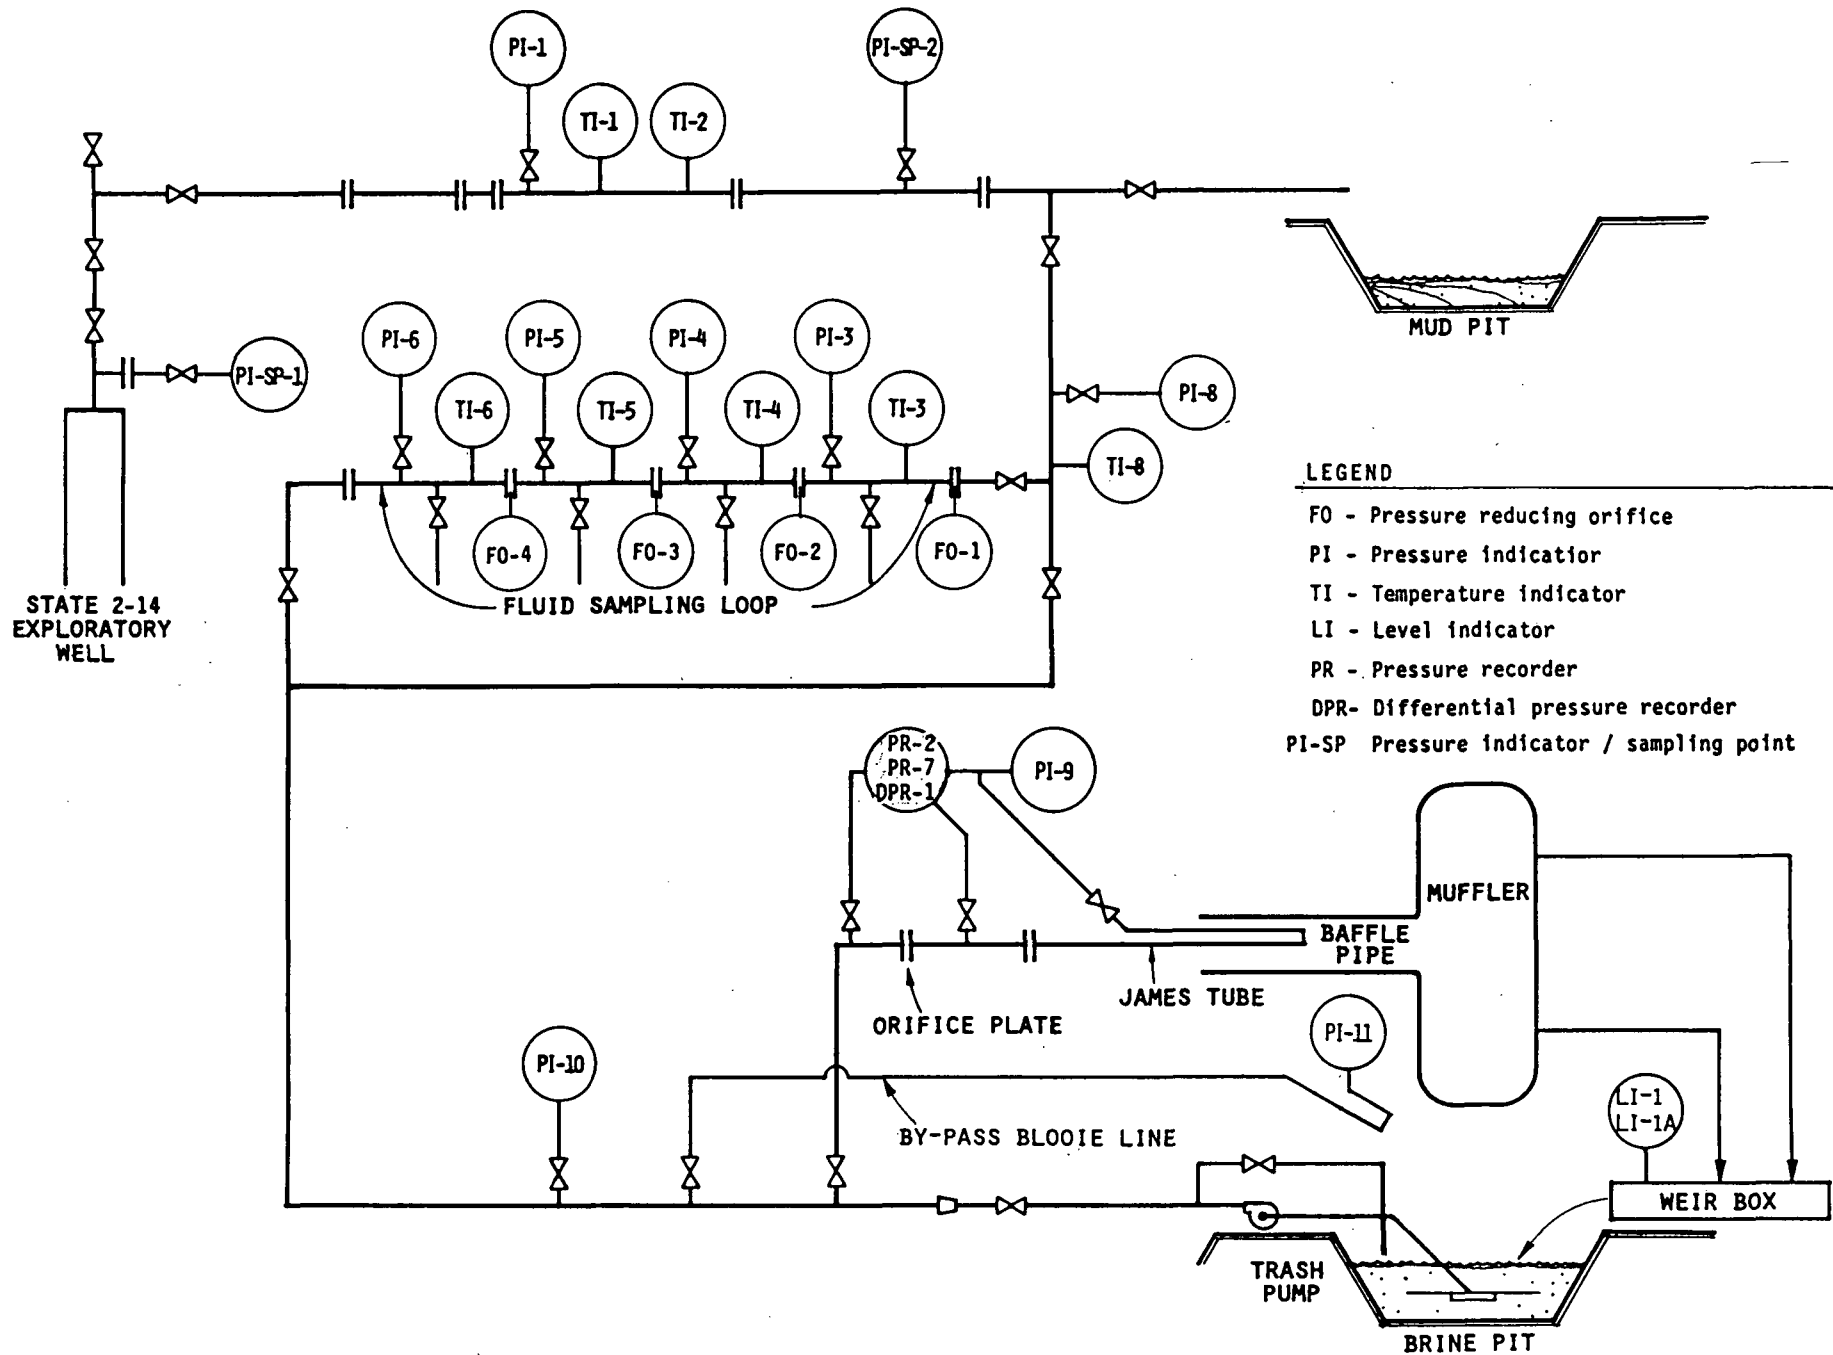 PI-1
PI-SP-2
TI-1
TI-2
MUD PIT
PI-6
PI-5
PI-4
PI-3
PI-SP-1
TI-6
TI-5
TI-4
TI-3
PI-8
TI-8
FO-4
FO-3
FO-2
FO-1
FLUID SAMPLING LOOP
STATE 2-14
EXPLORATORY
WELL
LEGEND
FO - Pressure reducing orifice
PI - Pressure indicatior
TI - Temperature indicator
LI - Level indicator
PR - Pressure recorder
DPR- Differential pressure recorder
PI-SP Pressure indicator / sampling point
PR-2
PR-7
DPR-1
PI-9
MUFFLER
BAFFLE
PIPE
JAMES TUBE
ORIFICE PLATE
PI-11
PI-10
BY-PASS BLOOIE LINE
LI-1
LI-1A
WEIR BOX
TRASH
PUMP
BRINE PIT